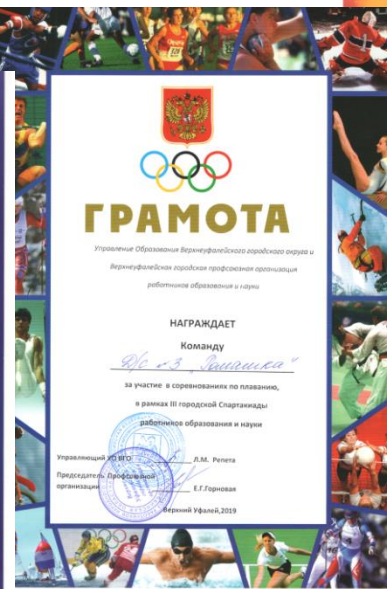 ГРАМОТА
Управление Образования Верхнеуфалейского городского округа и
Верхнеуфалейская городская профсоюзная организация
работников образования и науки
НАГРАЖДАЕТ
Команду
Д/с №3 "Ромашка"
за участие в соревнованиях по плаванию,
в рамках III городской Спартакиады
работников образования и науки
Управляющий УО ВГО Л.М. Репета
Председатель Профсоюзной
организации Е.Г.Горновая
Верхний Уфалей,2019